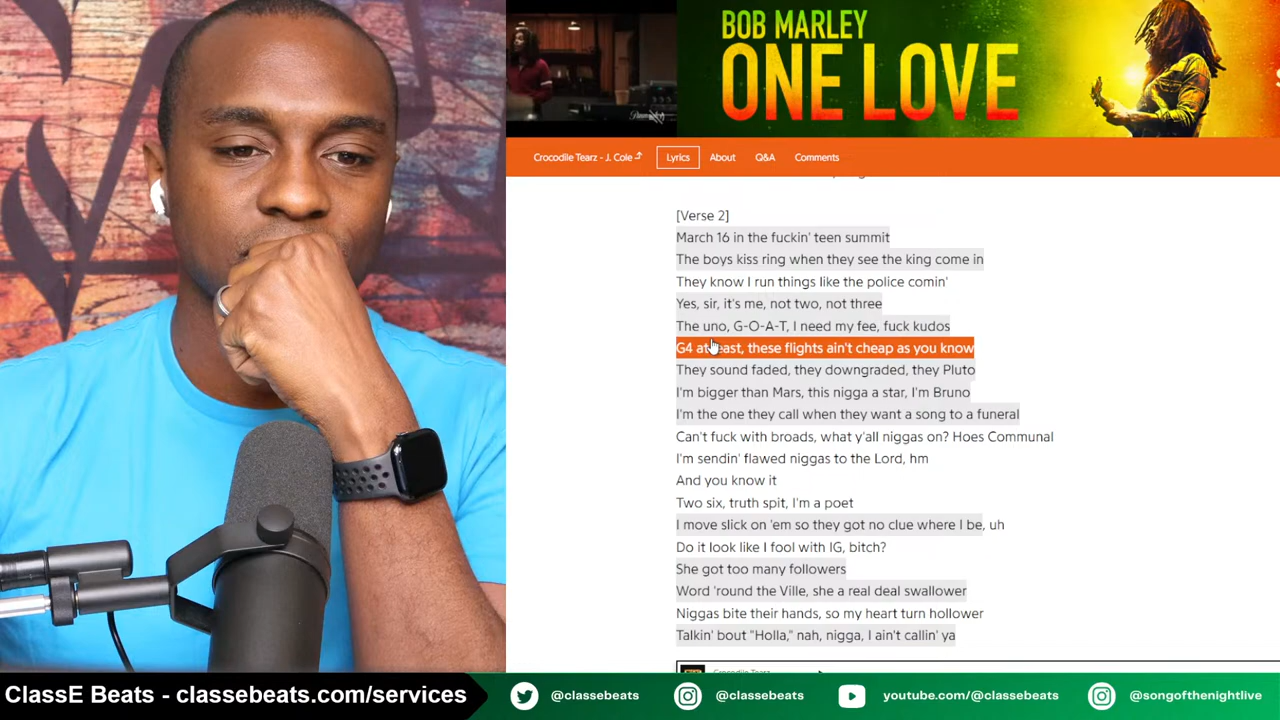 BOB MARLEY
ONE LOVE
Crocodile Tearz - J. Cole
Lyrics
About
Q&A
Comments
[Verse 2]
March 16 in the fuckin' teen summit
The boys kiss ring when they see the king come in
They know I run things like the police comin'
Yes, sir, it's me, not two, not three
The uno, G-O-A-T, I need my fee, fuck kudos
G4 at least, these flights ain't cheap as you know
They sound faded, they downgraded, they Pluto
I'm bigger than Mars, this nigga a star, I'm Bruno
I'm the one they call when they want a song to a funeral
Can't fuck with broads, what y'all niggas on? Hoes Communal
I'm sendin' flawed niggas to the Lord, hm
And you know it
Two six, truth spit, I'm a poet
I move slick on 'em so they got no clue where I be, uh
Do it look like I fool with IG, bitch?
She got too many followers
Word 'round the Ville, she a real deal swallower
Niggas bite their hands, so my heart turn hollower
Talkin' bout "Holla," nah, nigga, I ain't callin' ya
Crocodile Tearz
ClassE Beats - classebeats.com/services
@classebeats
@classebeats
youtube.com/@classebeats
@songofthenightlive